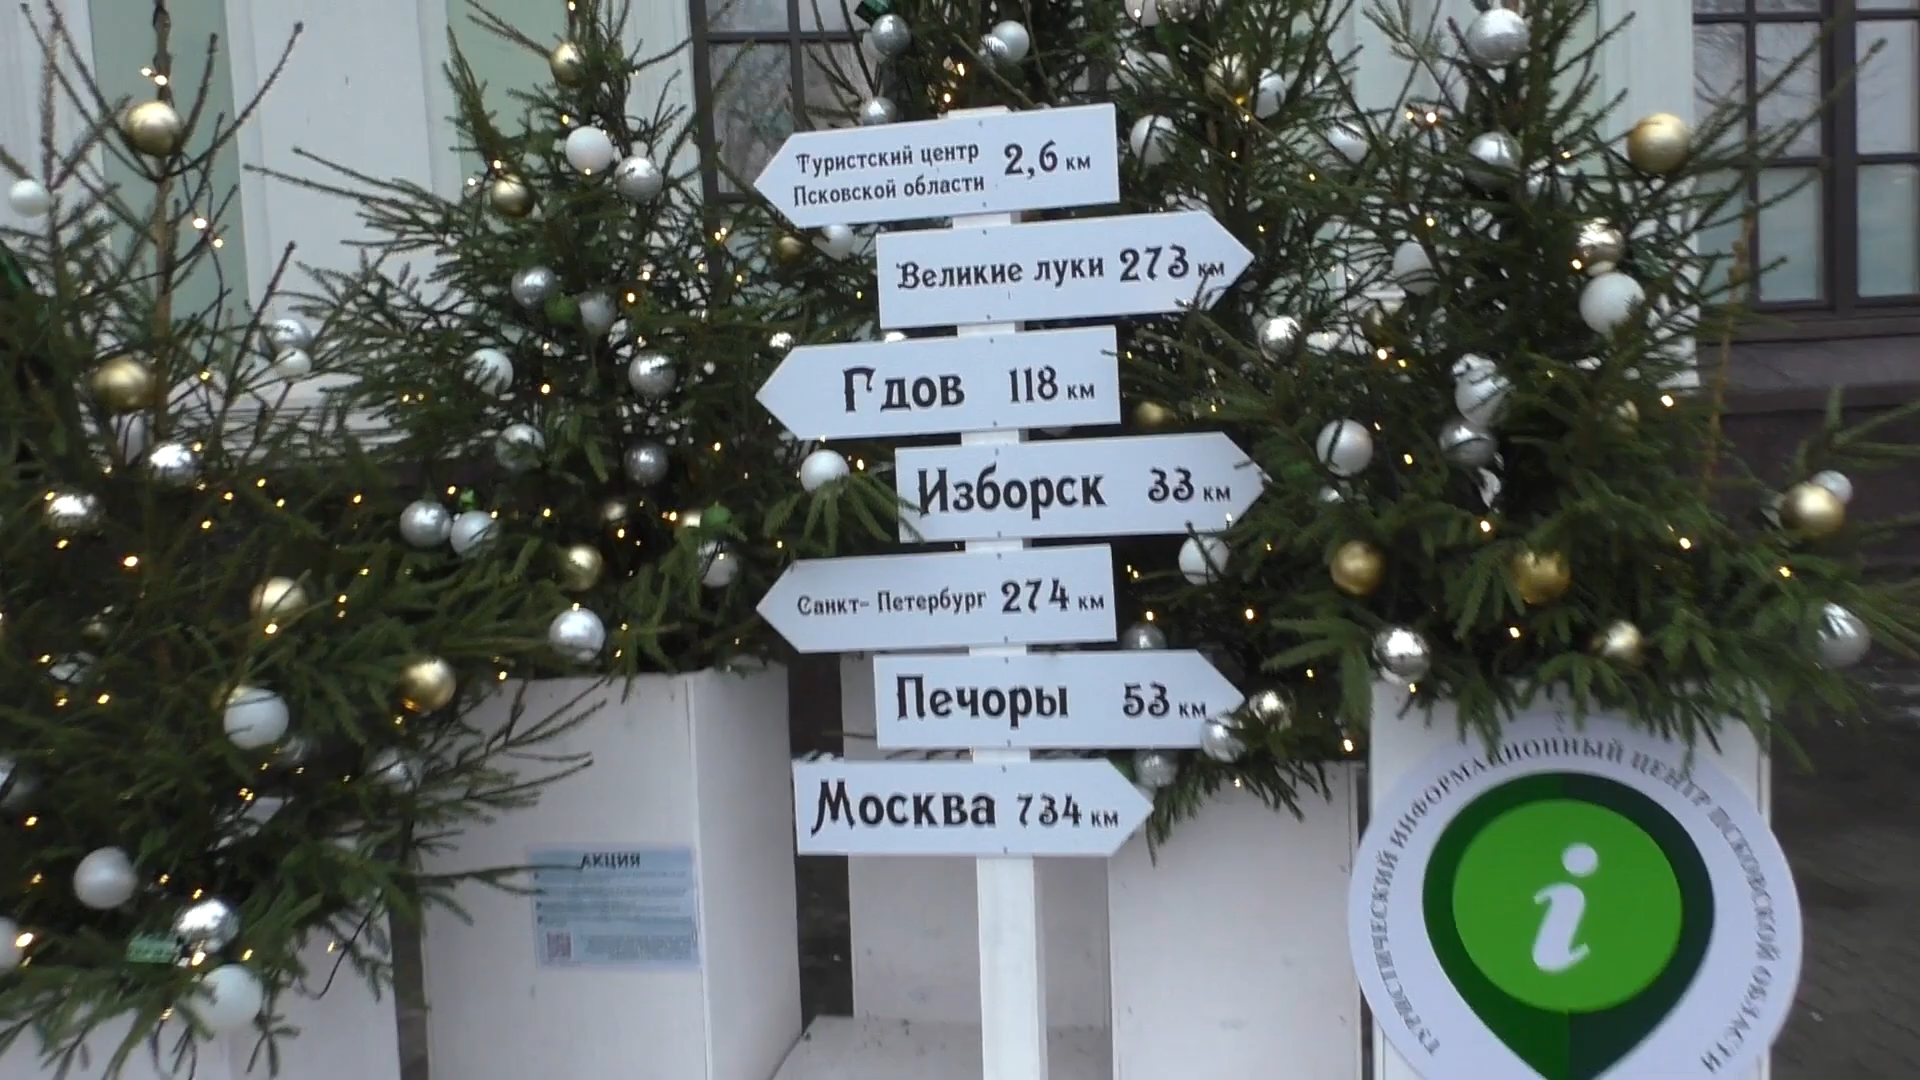 Туристский центр
Псковской области 2,6 км
Великие луки 273 км
Гдов 118 км
Изборск 33 км
Санкт-Петербург 274 км
Печоры 53 км
Москва 734 км
АКЦИЯ
ТУРИСТИЧЕСКИЙ ИНФОРМАЦИОННЫЙ ЦЕНТР ПСКОВСКОЙ ОБЛАСТИ
i